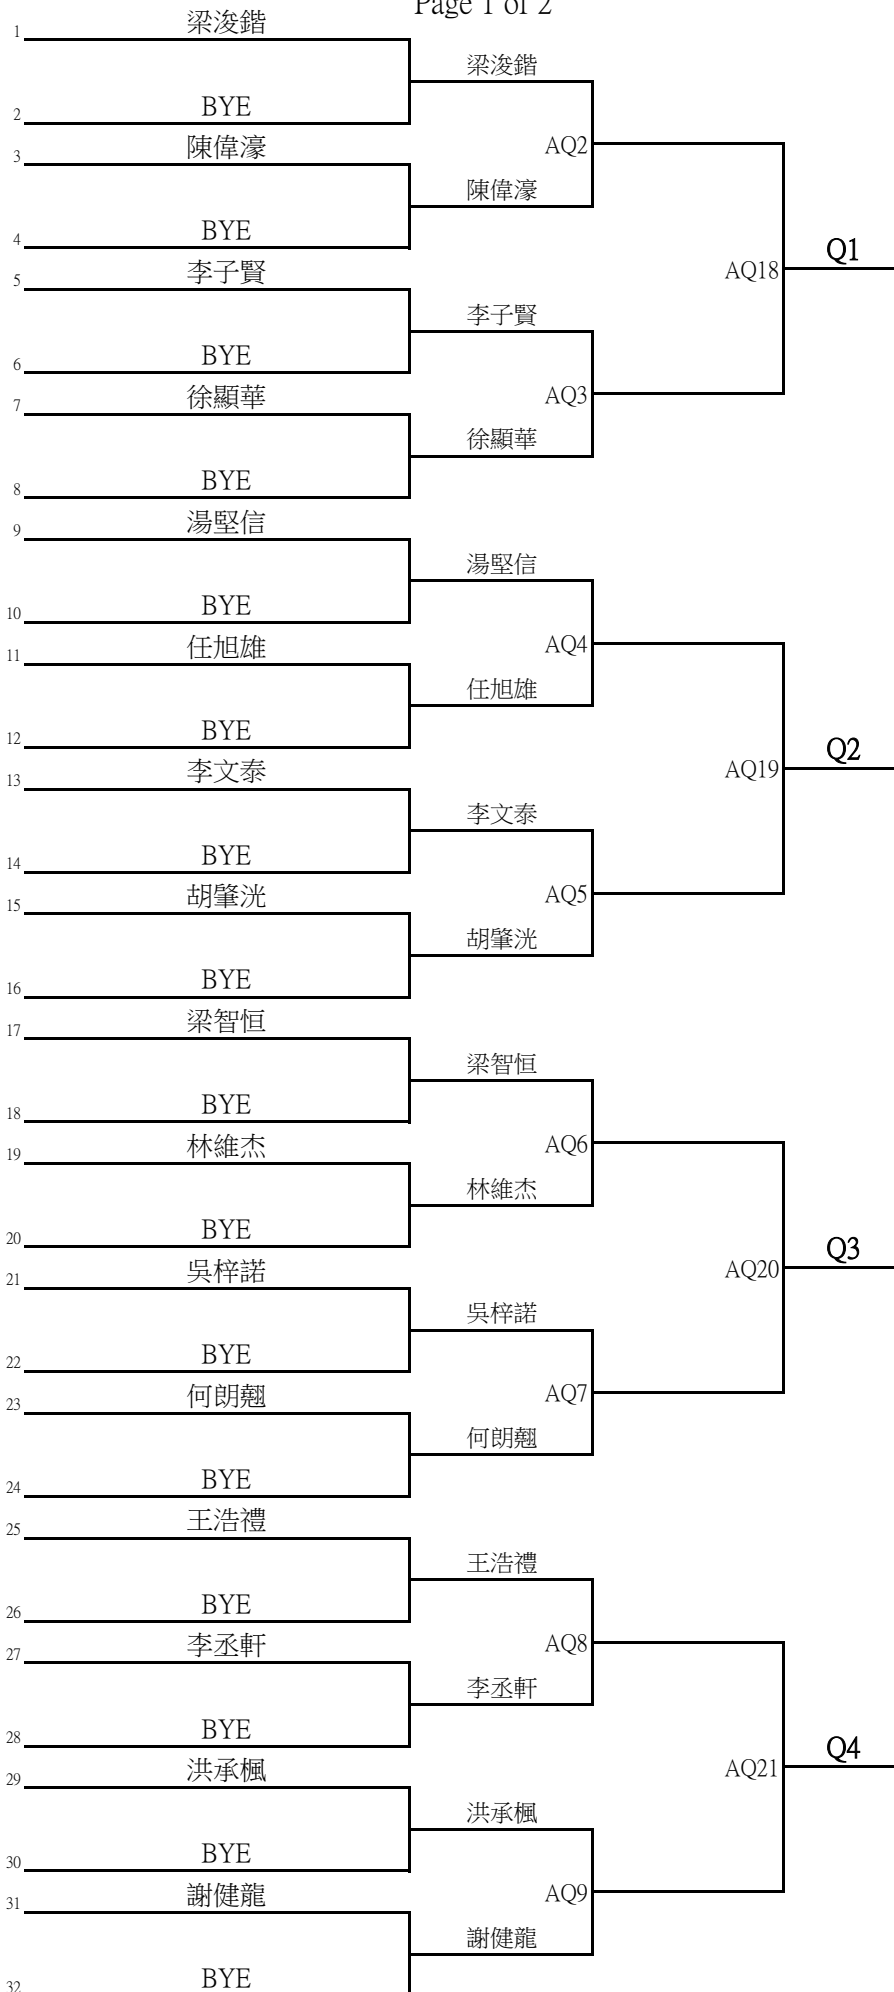 Page 1 of 2
1 梁浚鍇
梁浚鍇
2 BYE
AQ2
3 陳偉濠
陳偉濠
4 BYE
AQ18 Q1
5 李子賢
李子賢
6 BYE
AQ3
7 徐顯華
徐顯華
8 BYE
9 湯堅信
湯堅信
10 BYE
AQ4
11 任旭雄
任旭雄
12 BYE
AQ19 Q2
13 李文泰
李文泰
14 BYE
AQ5
15 胡肇洸
胡肇洸
16 BYE
17 梁智恒
梁智恒
18 BYE
AQ6
19 林維杰
林維杰
20 BYE
AQ20 Q3
21 吳梓諾
吳梓諾
22 BYE
AQ7
23 何朗翹
何朗翹
24 BYE
25 王浩禮
王浩禮
26 BYE
AQ8
27 李丞軒
李丞軒
28 BYE
AQ21 Q4
29 洪承楓
洪承楓
30 BYE
AQ9
31 謝健龍
謝健龍
32 BYE